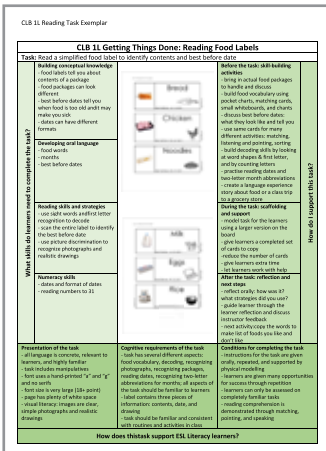 CLB 1L Reading Task Exemplar
CLB 1L Getting Things Done: Reading Food Labels
Task: Read a simplified food label to identify contents and best before date
What skills do learners need to complete the task?
Building conceptual knowledge
- food labels tell you about
contents of a package
- food packages can look
different
- best before dates tell you
when food is too old and it may
make you sick
- dates can have different
formats
Developing oral language
- food words
- months
- best before dates
Reading skills and strategies
- use sight words and first letter
recognition to decode
- scan the entire label to identify
the best before date
- use picture discrimination to
recognize photographs and
realistic drawings
Numeracy skills
- dates and format of dates
- reading numbers to 31
Bread
Chicken
Noodles
Milk
Eggs
Rice
Before the task: skill-building
activities
- bring in actual food packages
to handle and discuss
- build food vocabulary using
pocket charts, matching cards,
small whiteboards, and chants
- discuss best before dates:
what they look like and tell you
- use same cards for many
different activities: matching,
listening and pointing, sorting
- build decoding skills by looking
at word shapes & first letter,
and by counting letters
- practise reading dates and
two-letter month abbreviations
- create a language experience
story about food or a class trip
to a grocery store
During the task: scaffolding
and support
- model task for the learners
using a larger version on the
board
- give learners a completed set
of cards to copy
-reduce the number of cards
- give learners extra time
- let learners work with help
After the task: reflection and
next steps
- reflect orally: how was it?
what strategies did you use?
- guide learner through the
learner reflection and discuss
instructor feedback
- next activity:copy the words to
make list of foods you like and
don't like
How do I support this task?
Presentation of the task
- all language is concrete, relevant to
learners, and highly familiar
- task includes manipulatives
- font uses a hand-printed "a" and "g"
and no serifs
- font size is very large (18+ point)
- page has plenty of white space
- visual literacy: images are clear,
simple photographs and realistic
drawings
Cognitive requirements of the task
- task has several different aspects:
food vocabulary, decoding, recognizing
photographs, recognizing packages,
reading dates, recognizing two-letter
abbreviations for months; all aspects of
the task should be familiar to learners
- label contains three pieces of
information: contents, date, and
drawing
- task should be familiar and consistent
with routines and activities in class
Conditions for completing the
task
- instructions for the task are given
orally, repeated, and supported by
physical modelling
- learners are given many opportunities
for success through repetition
- learners can only be assessed on
completely familiar tasks
- reading comprehension is
demonstrated through matching,
pointing, and speaking
How does thistask support ESL Literacy learners?